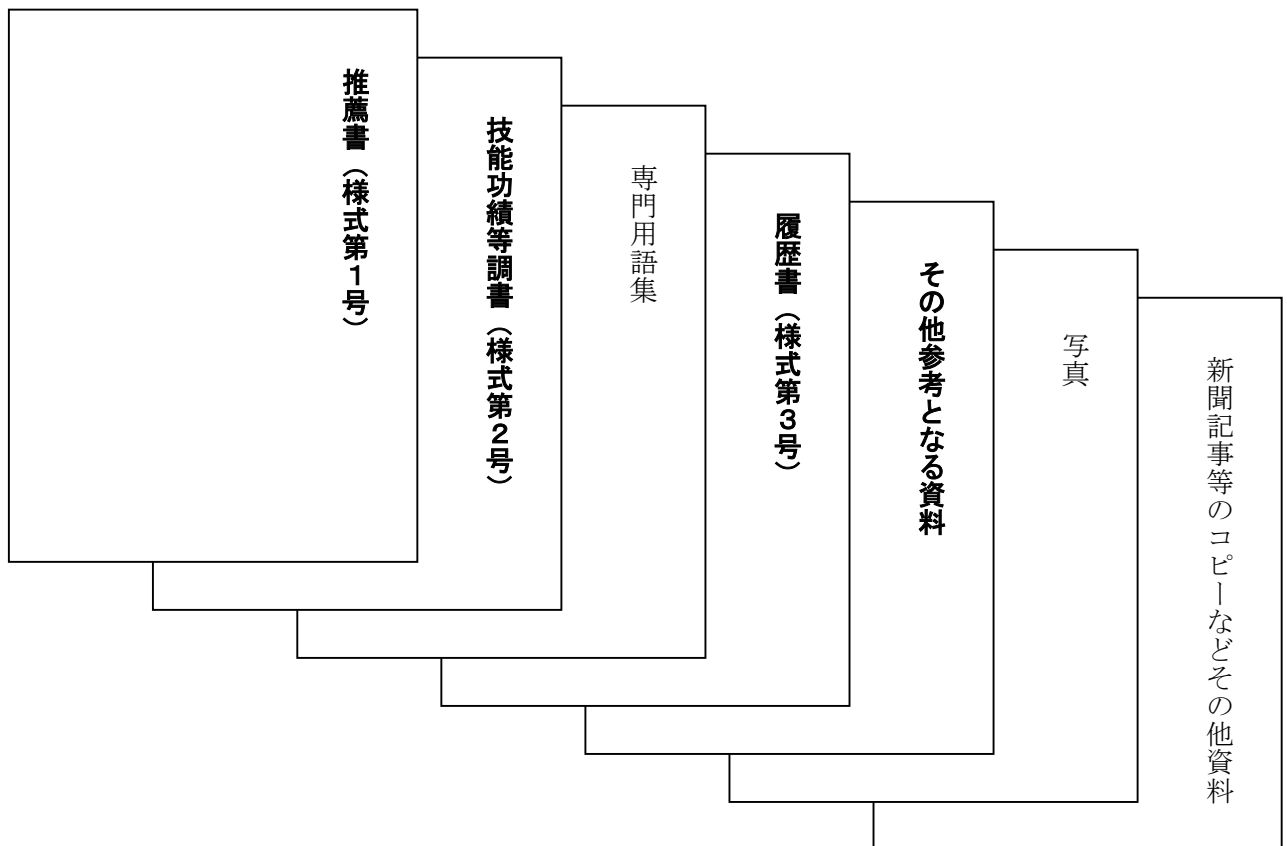 推薦書（様式第１号）
技能功績等調書（様式第２号）
専門用語集
履歴書（様式第３号）
その他参考となる資料
写真
新聞記事等のコピーなどその他資料